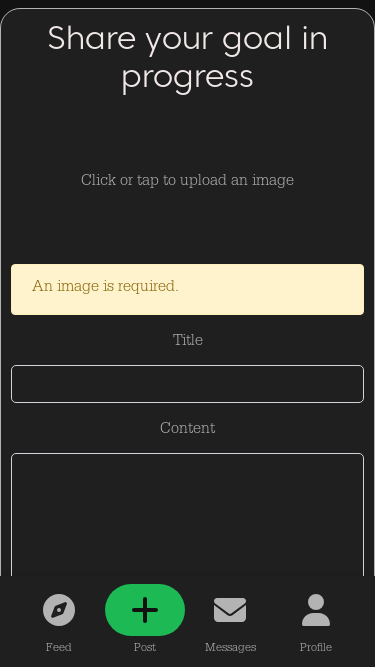 Share your goal in
progress
Click or tap to upload an image
An image is required.
Title
Content
Feed
Post
Messages
Profile